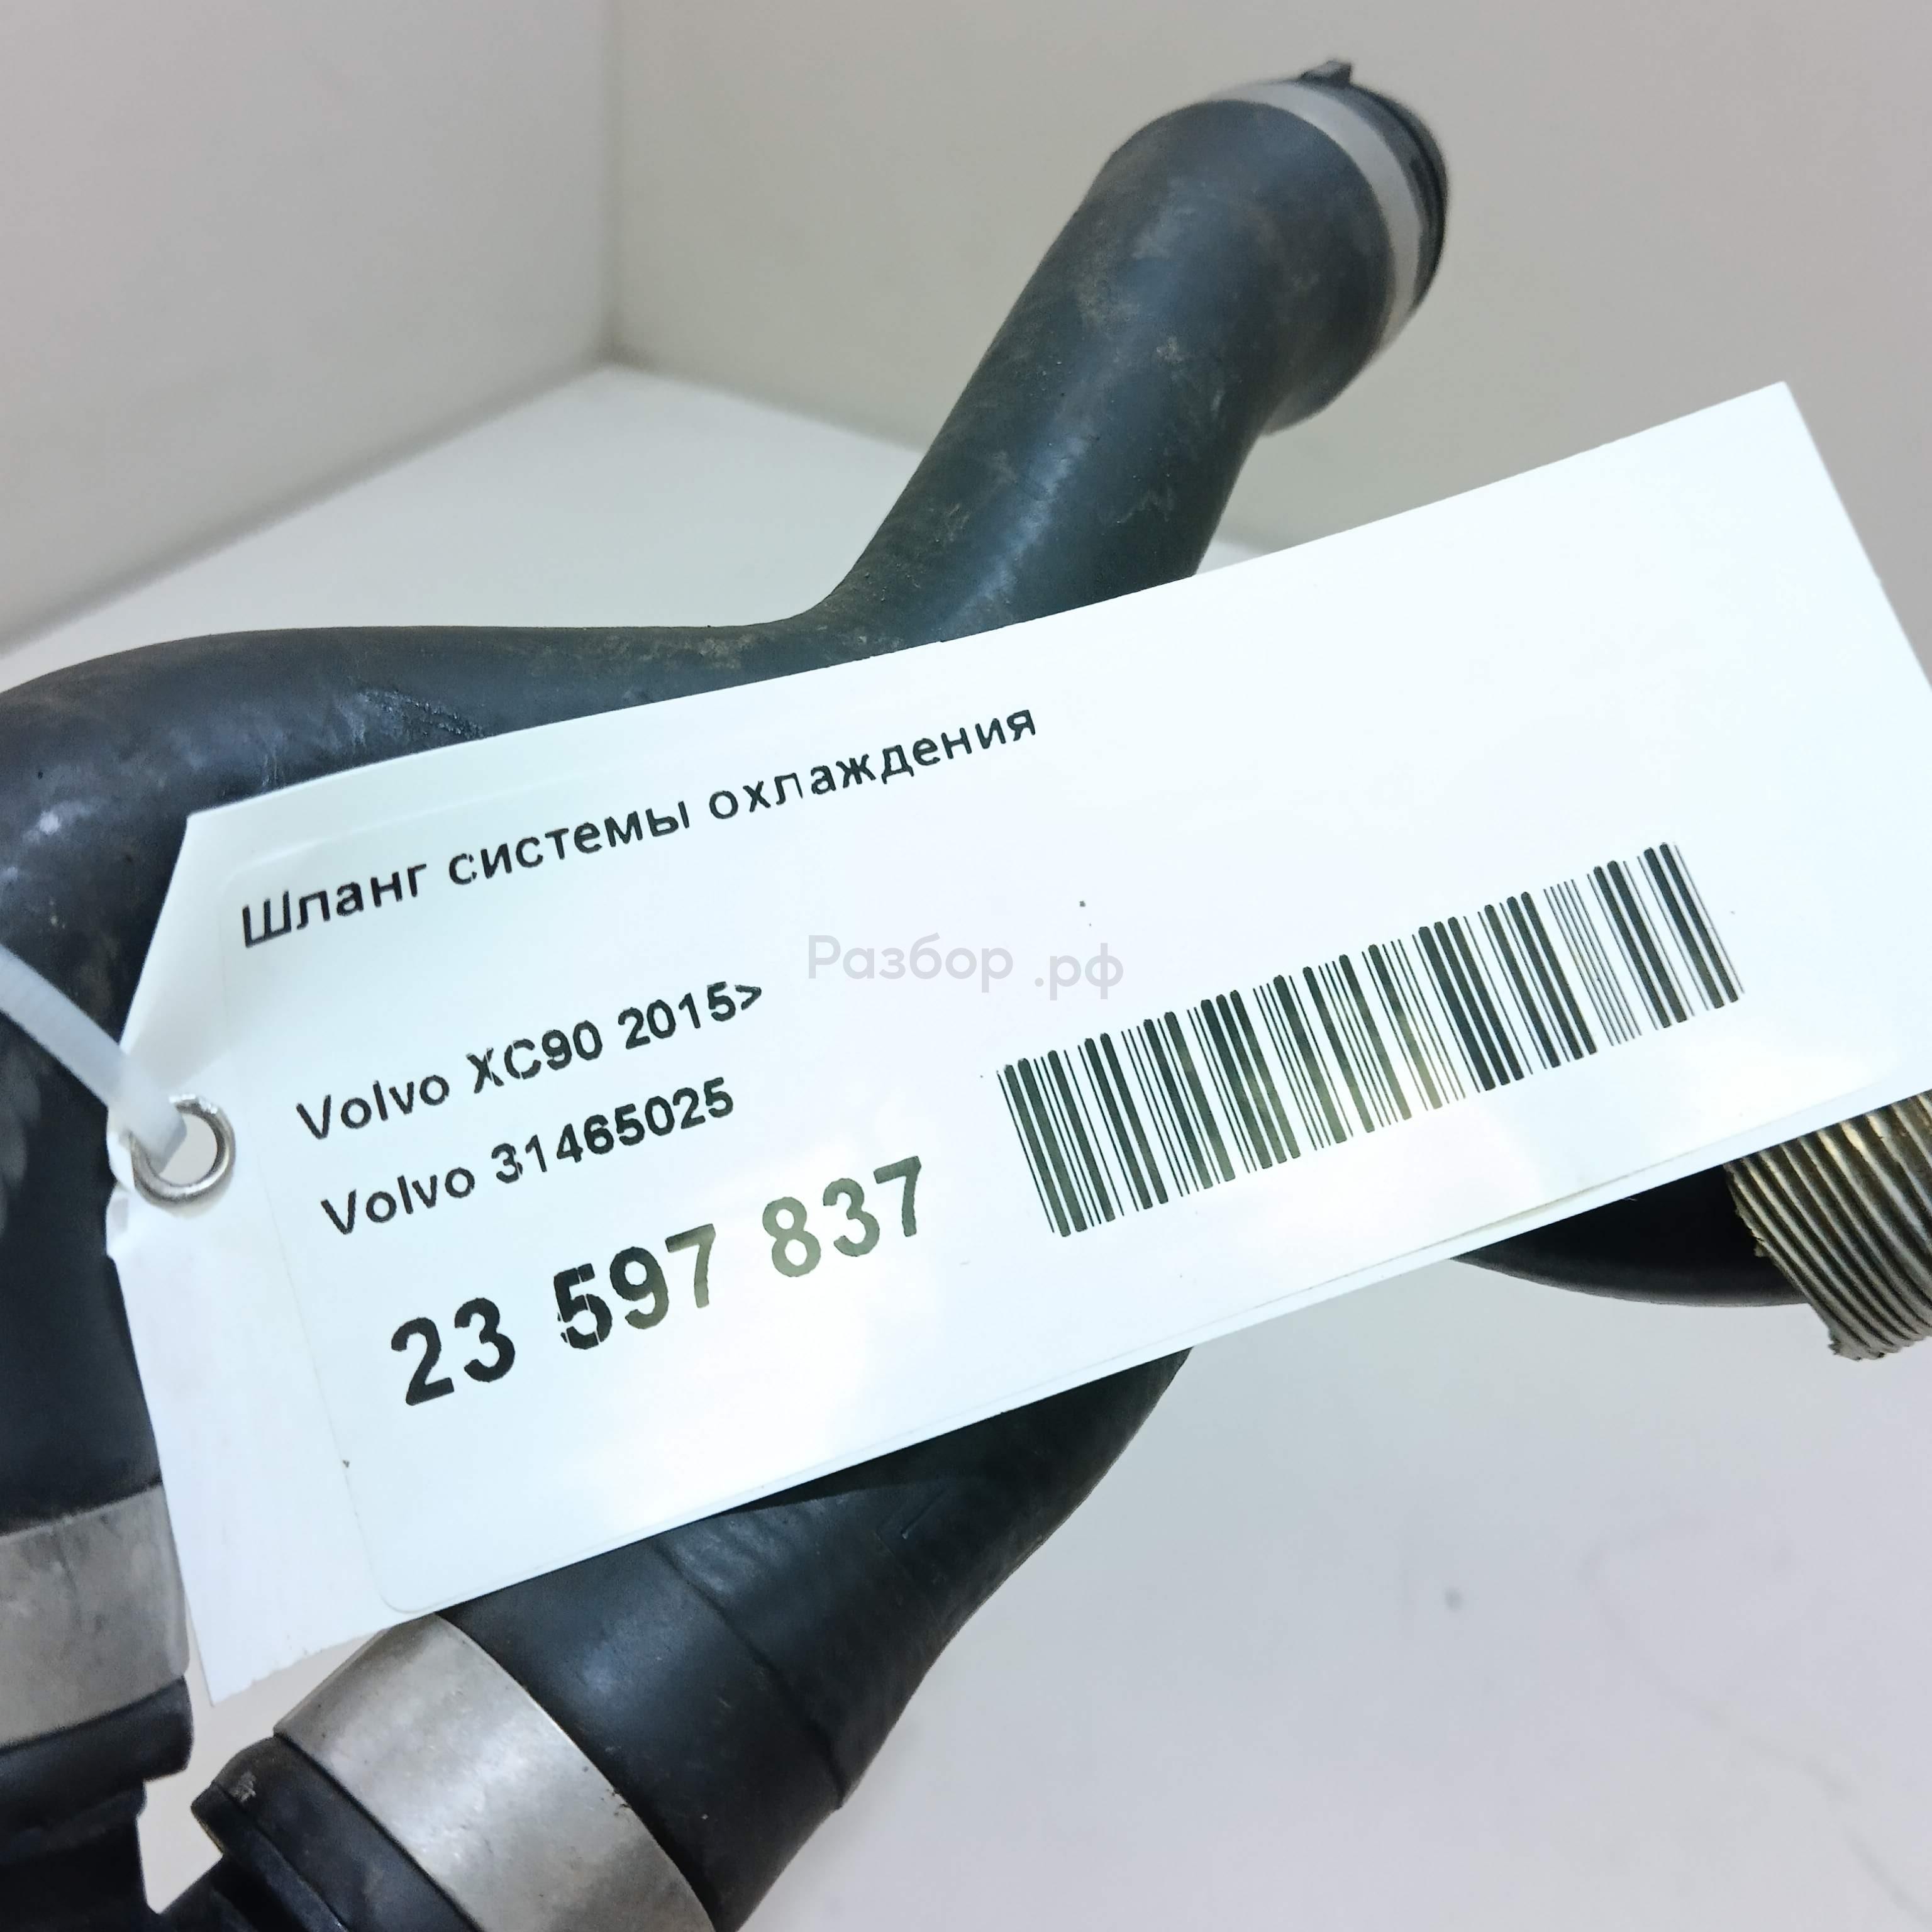 Шланг системы охлаждения
Разбор .рф
Volvo XC90 2015>
Volvo 31465025
23 597 837